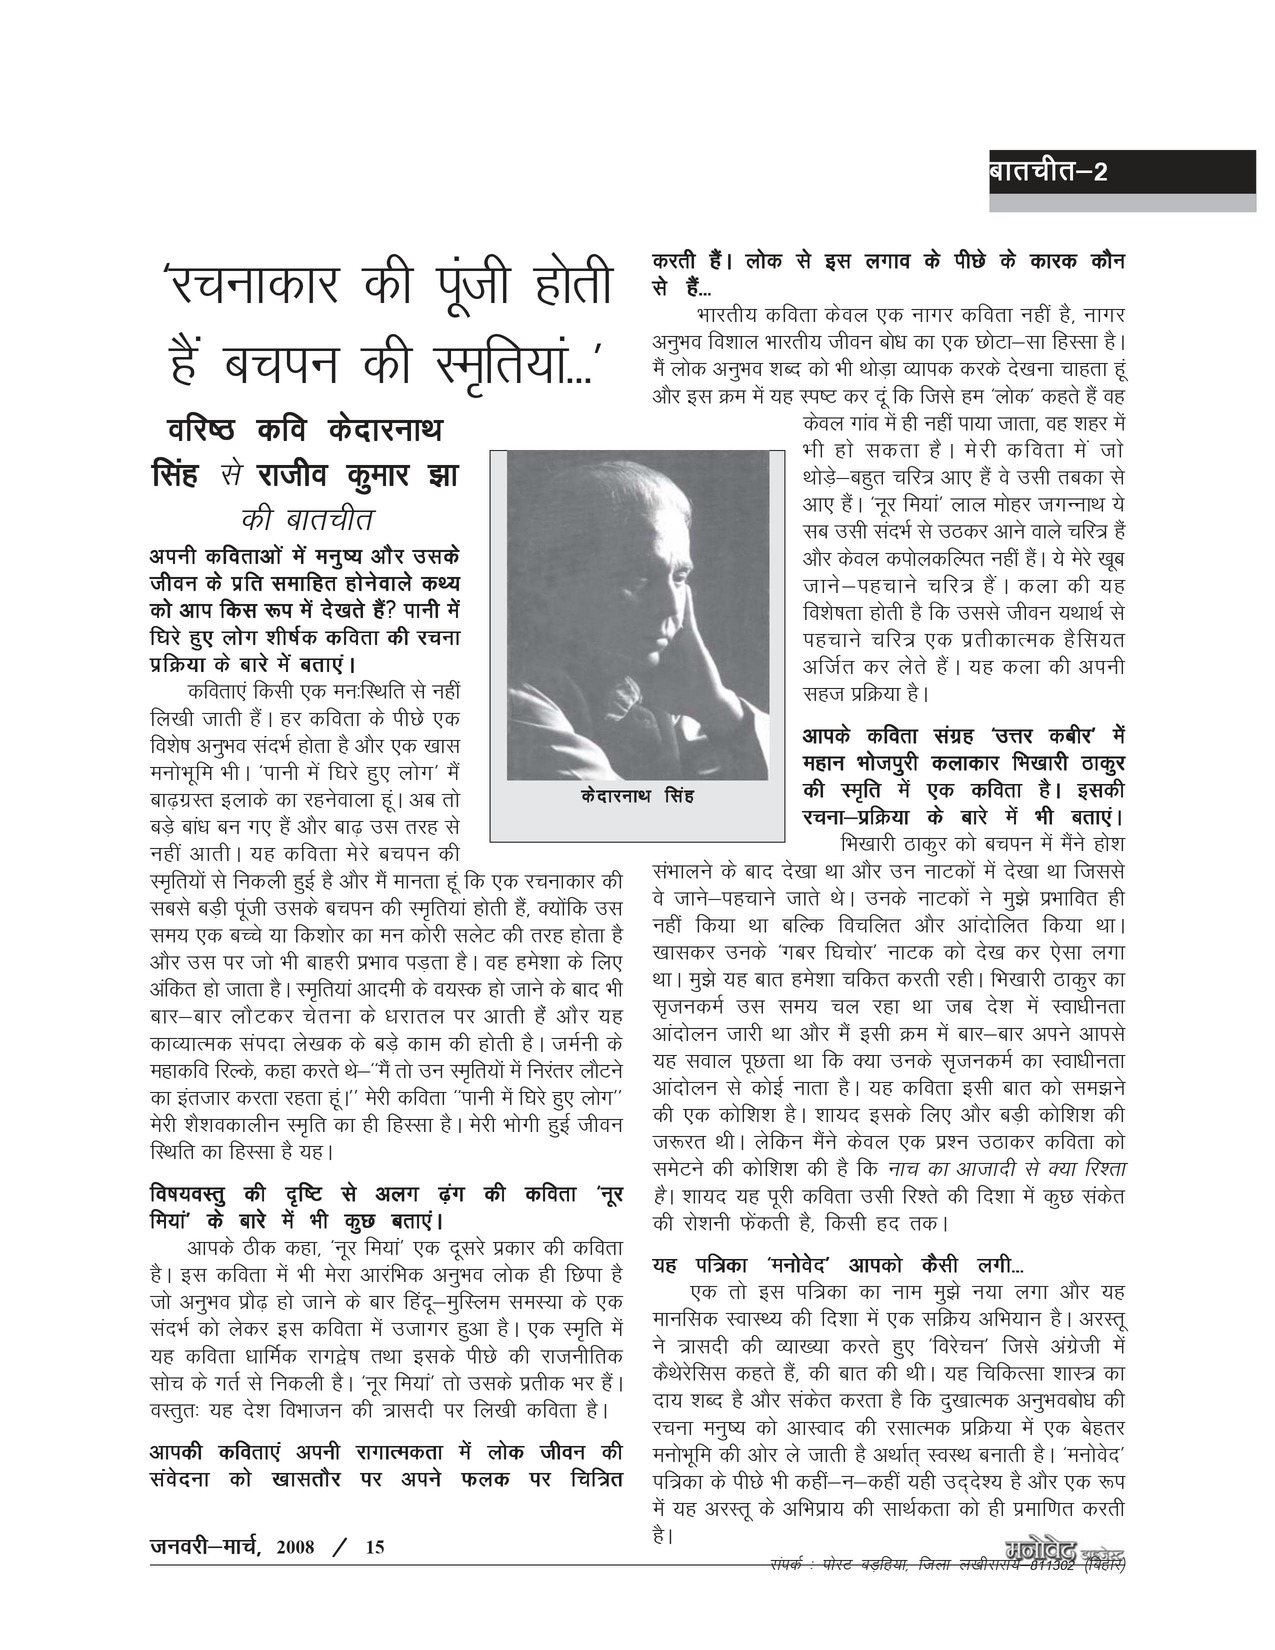 बातचीत–2
‘रचनाकार की पूंजी होती
हैं बचपन की स्मृतियां...’
वरिष्ठ कवि केदारनाथ
सिंह से राजीव कुमार झा
की बातचीत
अपनी कविताओं में मनुष्य और उसके
जीवन के प्रति समाहित होनेवाले कथ्य
को आप किस रूप में देखते हैं? पानी में
घिरे हुए लोग शीर्षक कविता की रचना
प्रक्रिया के बारे में बताएं।
कविताएं किसी एक मनःस्थिति से नहीं
लिखी जाती हैं। हर कविता के पीछे एक
विशेष अनुभव संदर्भ होता है और एक खास
मनोभूमि भी। ‘पानी में घिरे हुए लोग’ मैं
बाढ़ग्रस्त इलाके का रहनेवाला हूं। अब तो
बड़े बांध बन गए हैं और बाढ़ उस तरह से
नहीं आती। यह कविता मेरे बचपन की
स्मृतियों से निकली हुई है और मैं मानता हूं कि एक रचनाकार की
सबसे बड़ी पूंजी उसके बचपन की स्मृतियां होती हैं, क्योंकि उस
समय एक बच्चे या किशोर का मन कोरी सलेट की तरह होता है
और उस पर जो भी बाहरी प्रभाव पड़ता है। वह हमेशा के लिए
अंकित हो जाता है। स्मृतियां आदमी के वयस्क हो जाने के बाद भी
बार–बार लौटकर चेतना के धरातल पर आती हैं और यह
काव्यात्मक संपदा लेखक के बड़े काम की होती है। जर्मनी के
महाकवि रिल्के, कहा करते थे–‘‘मैं तो उन स्मृतियों में निरंतर लौटने
का इंतजार करता रहता हूं।’’ मेरी कविता ‘‘पानी में घिरे हुए लोग’’
मेरी शैशवकालीन स्मृति का ही हिस्सा है। मेरी भोगी हुई जीवन
स्थिति का हिस्सा है यह।
विषयवस्तु की दृष्टि से अलग ढ़ंग की कविता ‘नूर
मियां’ के बारे में भी कुछ बताएं।
आपके ठीक कहा, ‘नूर मियां’ एक दूसरे प्रकार की कविता
है। इस कविता में भी मेरा आरंभिक अनुभव लोक ही छिपा है
जो अनुभव प्रौढ़ हो जाने के बार हिंदू–मुस्लिम समस्या के एक
संदर्भ को लेकर इस कविता में उजागर हुआ है। एक स्मृति में
यह कविता धार्मिक रागद्वेष तथा इसके पीछे की राजनीतिक
सोच के गर्त से निकली है। ‘नूर मियां’ तो उसके प्रतीक भर हैं।
वस्तुतः यह देश विभाजन की त्रासदी पर लिखी कविता है।
आपकी कविताएं अपनी रागात्मकता में लोक जीवन की
संवेदना को खासतौर पर अपने फलक पर चित्रित
करती हैं। लोक से इस लगाव के पीछे के कारक कौन
से हैं...
भारतीय कविता केवल एक नागर कविता नहीं है, नागर
अनुभव विशाल भारतीय जीवन बोध का एक छोटा–सा हिस्सा है।
मैं लोक अनुभव शब्द को भी थोड़ा व्यापक करके देखना चाहता हूं
और इस क्रम में यह स्पष्ट कर दूं कि जिसे हम ‘लोक’ कहते हैं वह
केवल गांव में ही नहीं पाया जाता, वह शहर में
भी हो सकता है। मेरी कविता में जो
थोड़े–बहुत चरित्र आए हैं वे उसी तबका से
आए हैं। ‘नूर मियां’ लाल मोहर जगन्नाथ ये
सब उसी संदर्भ से उठकर आने वाले चरित्र हैं
और केवल कपोलकल्पित नहीं हैं। ये मेरे खूब
जाने–पहचाने चरित्र हैं। कला की यह
विशेषता होती है कि उससे जीवन यथार्थ से
पहचाने चरित्र एक प्रतीकात्मक हैसियत
अर्जित कर लेते हैं। यह कला की अपनी
सहज प्रक्रिया है।
केदारनाथ सिंह
आपके कविता संग्रह ‘उत्तर कबीर’ में
महान भोजपुरी कलाकार भिखारी ठाकुर
की स्मृति में एक कविता है। इसकी
रचना–प्रक्रिया के बारे में भी बताएं।
भिखारी ठाकुर को बचपन में मैंने होश
संभालने के बाद देखा था और उन नाटकों में देखा था जिससे
वे जाने–पहचाने जाते थे। उनके नाटकों ने मुझे प्रभावित ही
नहीं किया था बल्कि विचलित और आंदोलित किया था।
खासकर उनके ‘गबर घिचोर’ नाटक को देख कर ऐसा लगा
था। मुझे यह बात हमेशा चकित करती रही। भिखारी ठाकुर का
सृजनकर्म उस समय चल रहा था जब देश में स्वाधीनता
आंदोलन जारी था और मैं इसी क्रम में बार–बार अपने आपसे
यह सवाल पूछता था कि क्या उनके सृजनकर्म का स्वाधीनता
आंदोलन से कोई नाता है। यह कविता इसी बात को समझने
की एक कोशिश है। शायद इसके लिए और बड़ी कोशिश की
जरूरत थी। लेकिन मैंने केवल एक प्रश्न उठाकर कविता को
समेटने की कोशिश की है कि नाच का आजादी से क्या रिश्ता
है। शायद यह पूरी कविता उसी रिश्ते की दिशा में कुछ संकेत
की रोशनी फेंकती है, किसी हद तक।
यह पत्रिका ‘मनोवेद’ आपको कैसी लगी...
एक तो इस पत्रिका का नाम मुझे नया लगा और यह
मानसिक स्वास्थ्य की दिशा में एक सक्रिय अभियान है। अरस्तू
ने त्रासदी की व्याख्या करते हुए ‘विरेचन’ जिसे अंग्रेजी में
कैथेरेसिस कहते हैं, की बात की थी। यह चिकित्सा शास्त्र का
दाय शब्द है और संकेत करता है कि दुखात्मक अनुभवबोध की
रचना मनुष्य को आस्वाद की रसात्मक प्रक्रिया में एक बेहतर
मनोभूमि की ओर ले जाती है अर्थात् स्वस्थ बनाती है। ‘मनोवेद’
पत्रिका के पीछे भी कहीं–न–कहीं यही उद्देश्य है और एक रूप
में यह अरस्तू के अभिप्राय की सार्थकता को ही प्रमाणित करती
है।
संपर्क : पोस्ट बड़हिया, जिला लखीसराय–811302 (बिहार)
जनवरी–मार्च, 2008 / 15
मनोवेद डाइजेस्ट